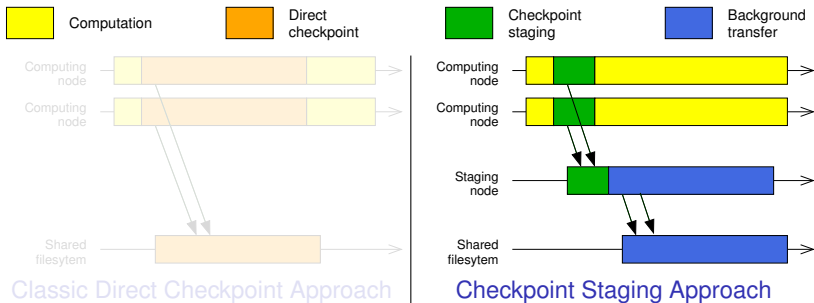 Computation
Direct
checkpoint
Checkpoint
staging
Background
transfer
Computing
node
Computing
node
Shared
filesytem
Classic Direct Checkpoint Approach
Computing
node
Computing
node
Staging
node
Shared
filesytem
Checkpoint Staging Approach